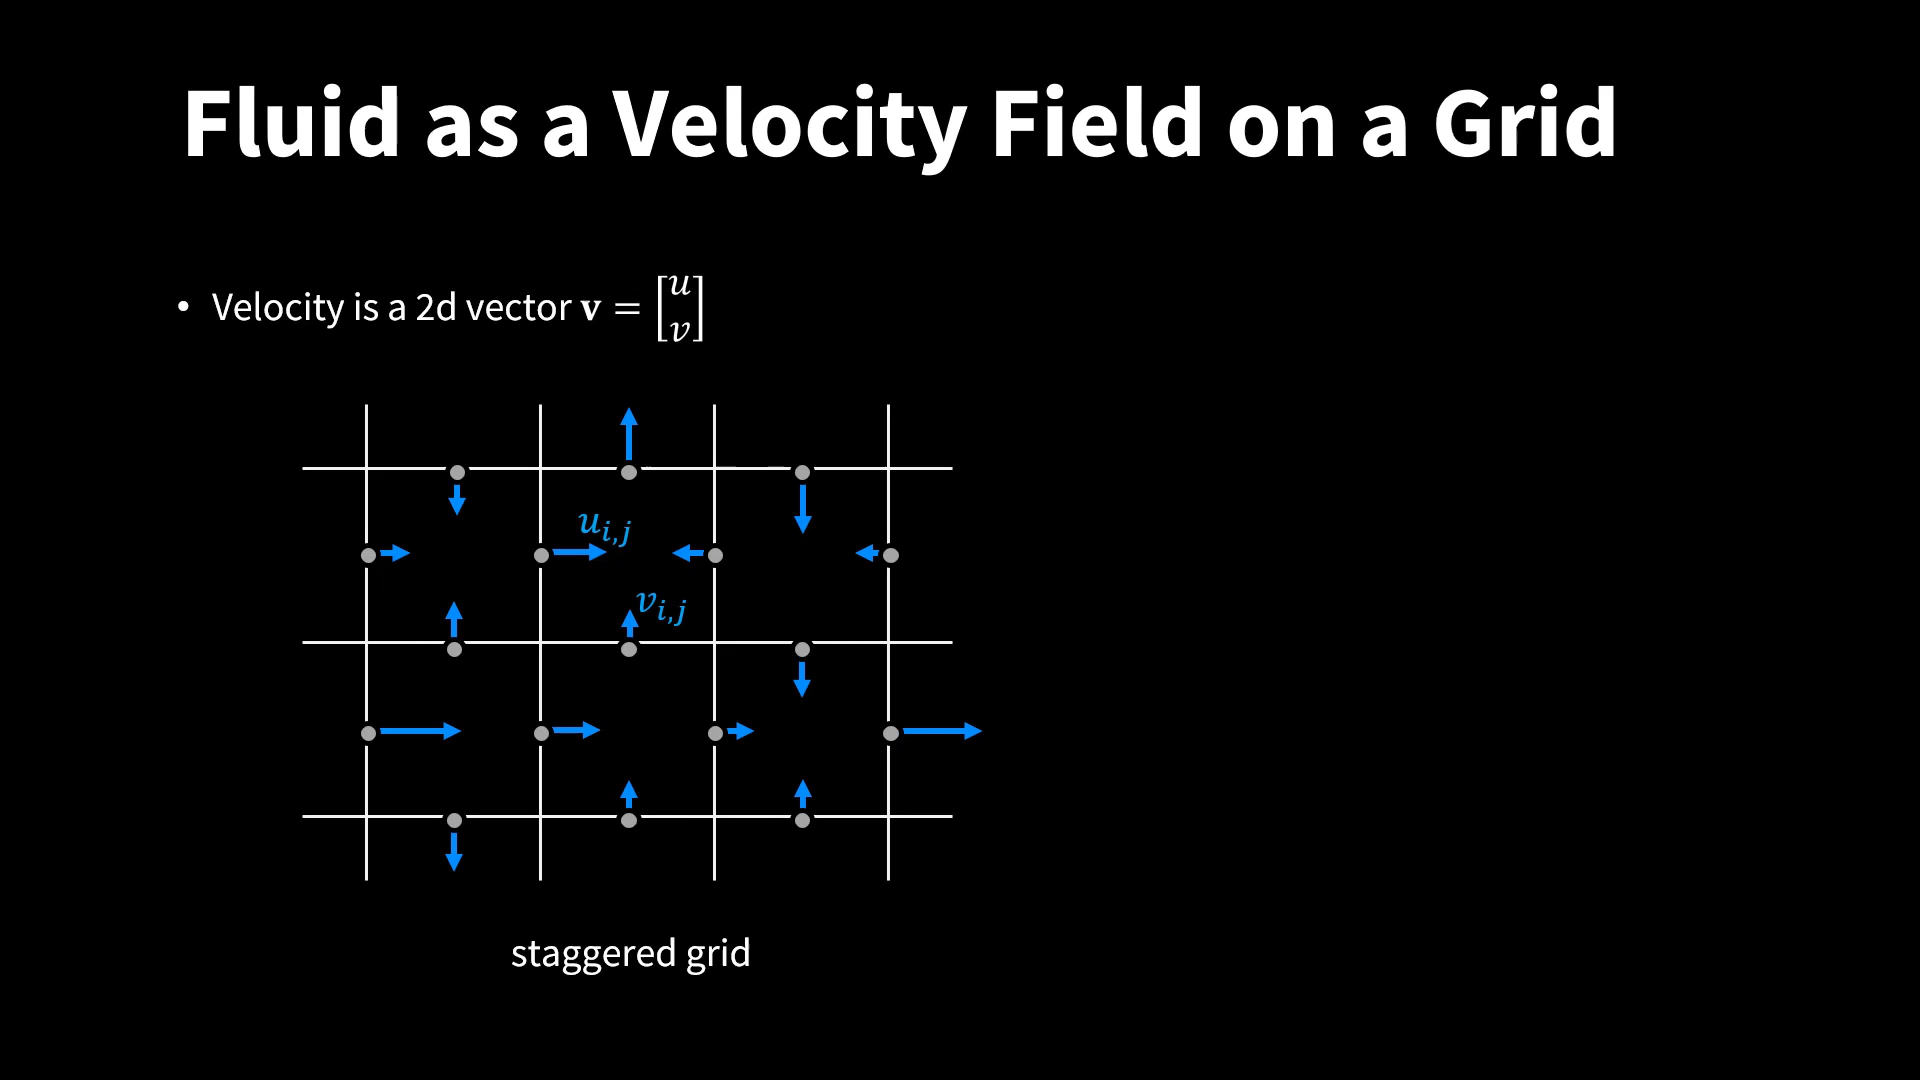 Fluid as a Velocity Field on a Grid
• Velocity is a 2d vector 𝐯 = [u v]
u_{i,j}
v_{i,j}
staggered grid